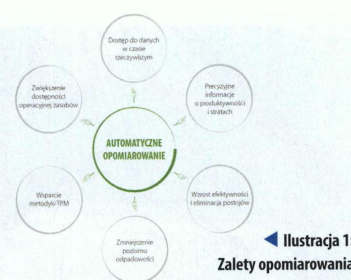 Dostęp do danych
w czasie
rzeczywistym
Zwiększenie
dostępności
operacyjnej zasobów
Precyzyjne
informacje
o produktywności
i stratach
AUTOMATYCZNE
OPOMIAROWANIE
Wsparcie
metodyki TPM
Wzrost efektywności
i eliminacja postojów
Zmniejszenie
poziomu
odpadowości
◀ Ilustracja 1:
Zalety opomiarowania